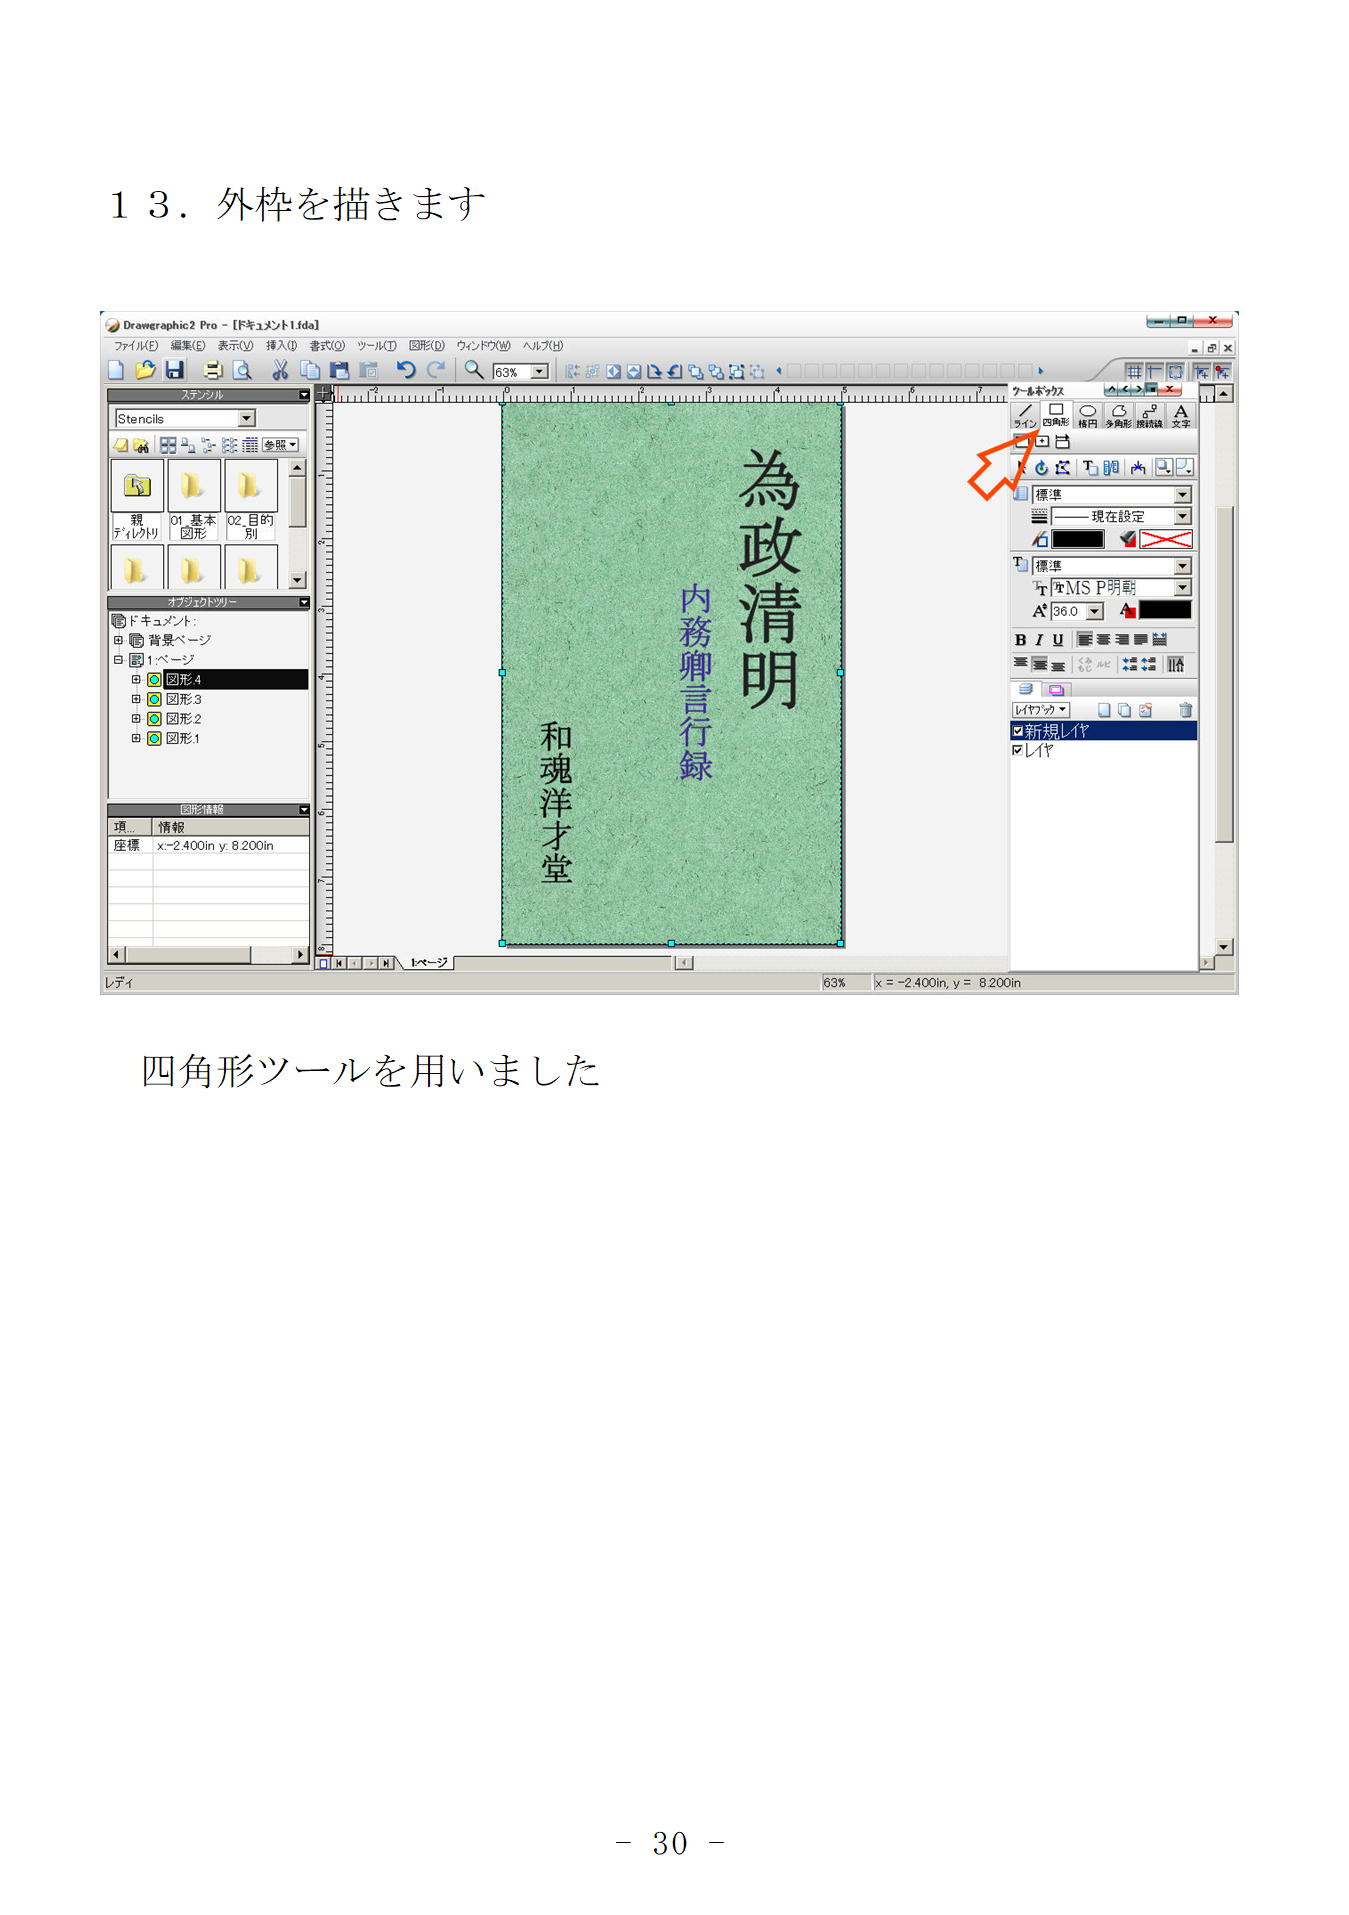 １３．外枠を描きます
Drawgraphic2 Pro - [ドキュメント1.fda]
ファイル(F) 編集(E) 表示(V) 挿入(I) 書式(O) ツール(T) 図形(D) ウィンドウ(W) ヘルプ(H)
63%
ステンシル
Stencils
参照
親ディレクトリ
01_基本図形
02_目的別
オブジェクトツリー
ドキュメント:
背景ページ
1:ページ
図形.4
図形.3
図形.2
図形.1
図形情報
項... 情報
座標 x:-2.400in y: 8.200in
為政清明
内務卿言行録
和魂洋才堂
1:ページ
ツールボックス
ライン 四角形 楕円 多角形 接続線 文字
標準
現在設定
標準
MS P明朝
36.0
B I U
レイヤブック
新規レイヤ
レイヤ
レディ
63%
x = -2.400in, y = 8.200in
四角形ツールを用いました
- 30 -